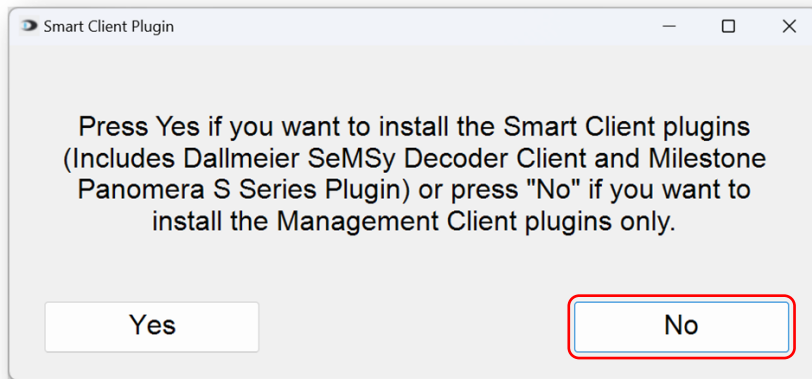 Smart Client Plugin
Press Yes if you want to install the Smart Client plugins
(Includes Dallmeier SeMSy Decoder Client and Milestone
Panomera S Series Plugin) or press "No" if you want to
install the Management Client plugins only.
Yes
No